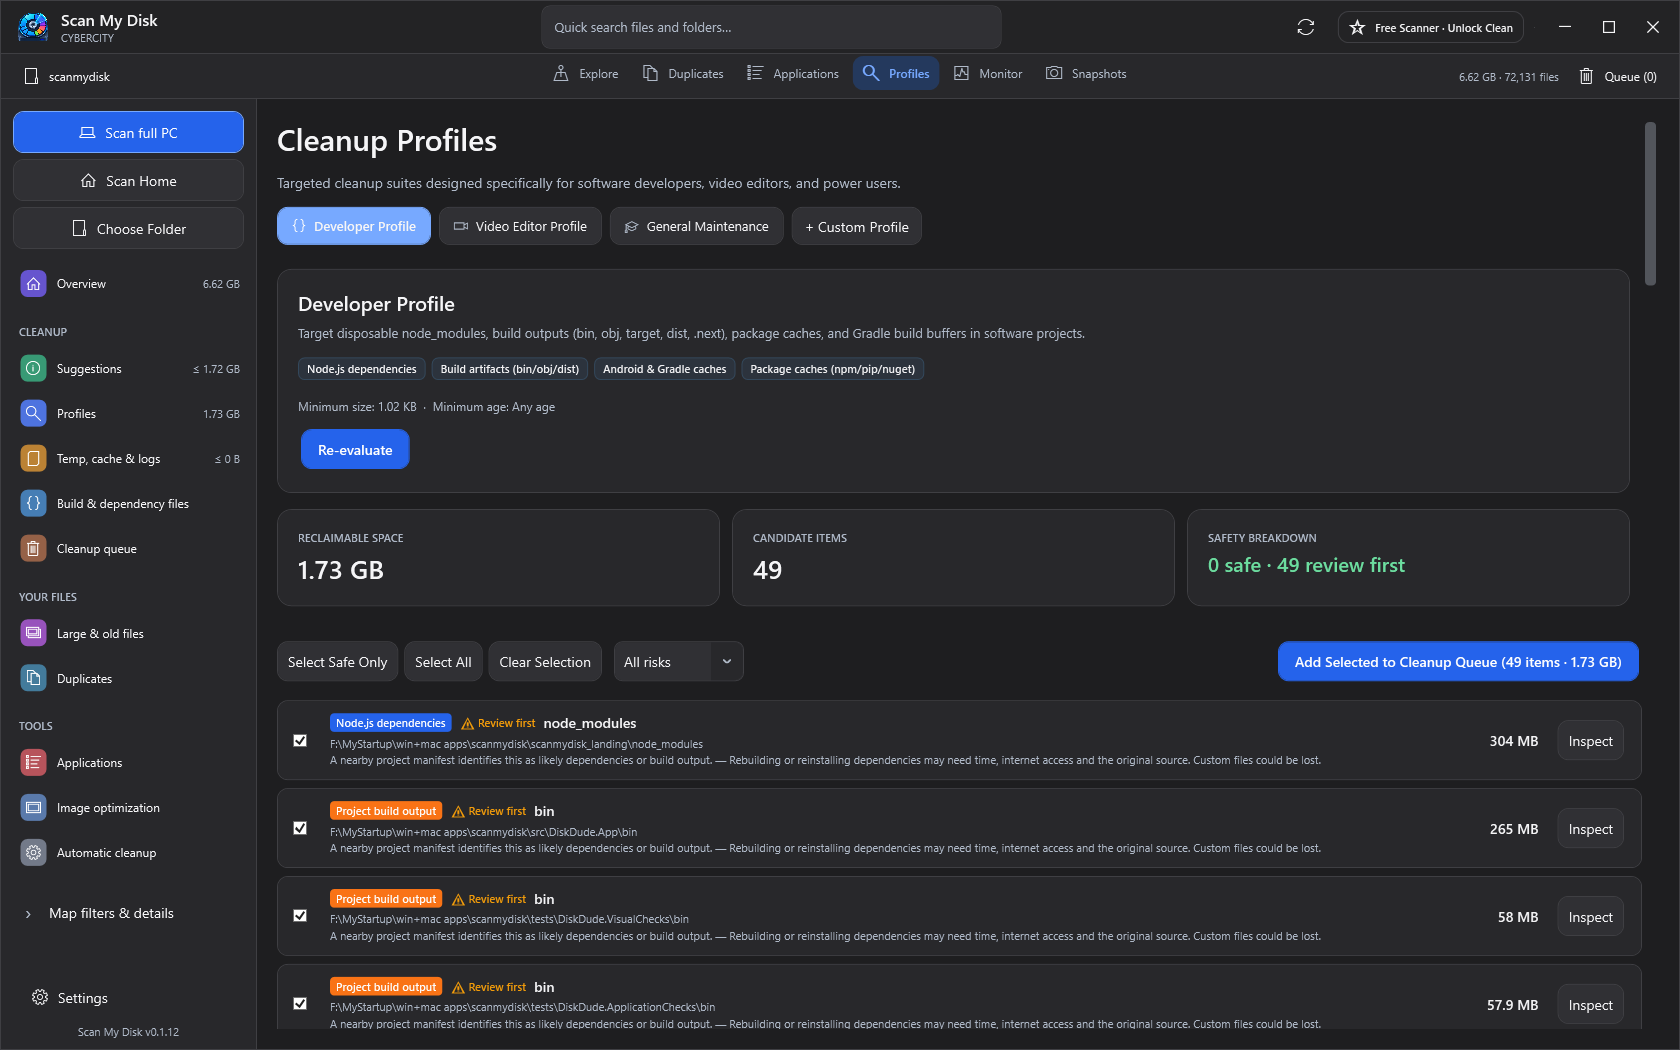 Scan My Disk
CYBERCITY
Quick search files and folders...
Free Scanner · Unlock Clean
scanmydisk
Explore
Duplicates
Applications
Profiles
Monitor
Snapshots
6.62 GB · 72,131 files
Queue (0)
Scan full PC
Scan Home
Choose Folder
Overview 6.62 GB
CLEANUP
Suggestions ≤ 1.72 GB
Profiles 1.73 GB
Temp, cache & logs ≤ 0 B
Build & dependency files
Cleanup queue
YOUR FILES
Large & old files
Duplicates
TOOLS
Applications
Image optimization
Automatic cleanup
Map filters & details
Settings
Scan My Disk v0.1.12
Cleanup Profiles
Targeted cleanup suites designed specifically for software developers, video editors, and power users.
{} Developer Profile
Video Editor Profile
General Maintenance
+ Custom Profile
Developer Profile
Target disposable node_modules, build outputs (bin, obj, target, dist, .next), package caches, and Gradle build buffers in software projects.
Node.js dependencies
Build artifacts (bin/obj/dist)
Android & Gradle caches
Package caches (npm/pip/nuget)
Minimum size: 1.02 KB · Minimum age: Any age
Re-evaluate
RECLAIMABLE SPACE
1.73 GB
CANDIDATE ITEMS
49
SAFETY BREAKDOWN
0 safe · 49 review first
Select Safe Only
Select All
Clear Selection
All risks
Add Selected to Cleanup Queue (49 items · 1.73 GB)
Node.js dependencies Review first node_modules
F:\MyStartup\win+mac apps\scanmydisk\scanmydisk_landing\node_modules
A nearby project manifest identifies this as likely dependencies or build output. — Rebuilding or reinstalling dependencies may need time, internet access and the original source. Custom files could be lost.
304 MB
Inspect
Project build output Review first bin
F:\MyStartup\win+mac apps\scanmydisk\src\DiskDude.App\bin
A nearby project manifest identifies this as likely dependencies or build output. — Rebuilding or reinstalling dependencies may need time, internet access and the original source. Custom files could be lost.
265 MB
Inspect
Project build output Review first bin
F:\MyStartup\win+mac apps\scanmydisk\tests\DiskDude.VisualChecks\bin
A nearby project manifest identifies this as likely dependencies or build output. — Rebuilding or reinstalling dependencies may need time, internet access and the original source. Custom files could be lost.
58 MB
Inspect
Project build output Review first bin
F:\MyStartup\win+mac apps\scanmydisk\tests\DiskDude.ApplicationChecks\bin
A nearby project manifest identifies this as likely dependencies or build output. — Rebuilding or reinstalling dependencies may need time, internet access and the original source. Custom files could be lost.
57.9 MB
Inspect